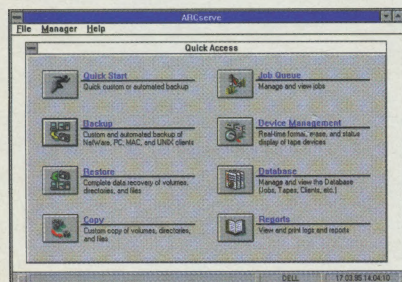 ARCserve
File Manager Help
Quick Access
Quick Start
Quick custom or automated backup
Backup
Custom and automated backup of
NetWare, PC, MAC, and UNIX clients
Restore
Complete data recovery of volumes,
directories, and files
Copy
Custom copy of volumes, directories,
and files
Job Queue
Manage and view jobs
Device Management
Real-time format, erase, and status
display of tape devices
Database
Manage and view the Database
(Jobs, Tapes, Clients, etc.)
Reports
View and print logs and reports
DELL 17.03.95 14:04:10